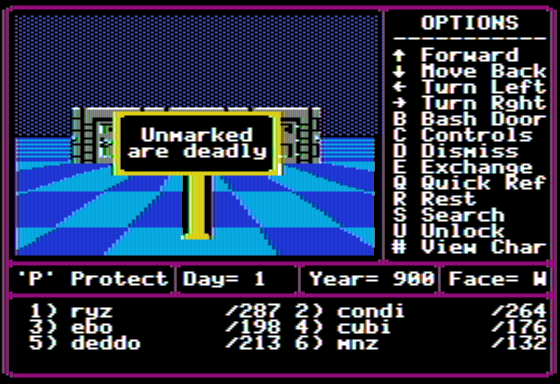 OPTIONS
------------
↑ Forward
↓ Move Back
← Turn Left
→ Turn Rght
B Bash Door
C Controls
D Dismiss
E Exchange
Q Quick Ref
R Rest
S Search
U Unlock
# View Char
Unmarked
are deadly
'P' Protect Day= 1 Year= 900 Face= W
1) ryz /287 2) condi /264
3) ebo /198 4) cubi /176
5) deddo /213 6) mnz /132